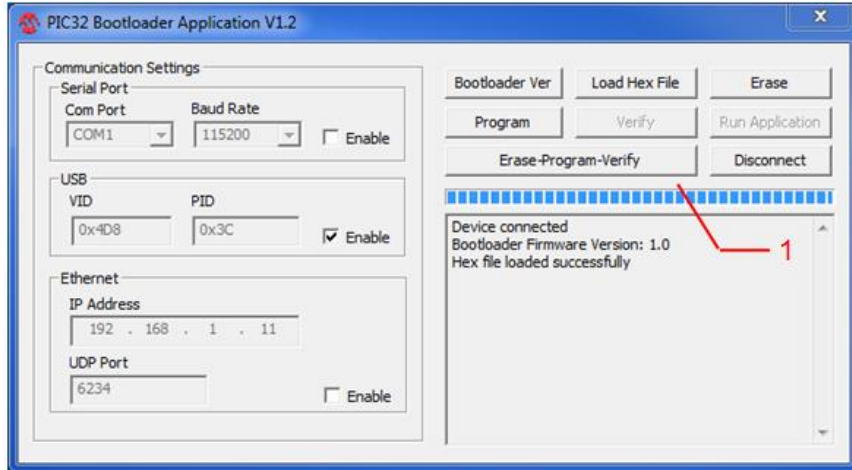 PIC32 Bootloader Application V1.2
Communication Settings
Serial Port
Com Port Baud Rate
COM1 115200 Enable
USB
VID PID
0x4D8 0x3C Enable
Ethernet
IP Address
192 . 168 . 1 . 11
UDP Port
6234 Enable
Bootloader Ver Load Hex File Erase
Program Verify Run Application
Erase-Program-Verify Disconnect
Device connected
Bootloader Firmware Version: 1.0
Hex file loaded successfully
1